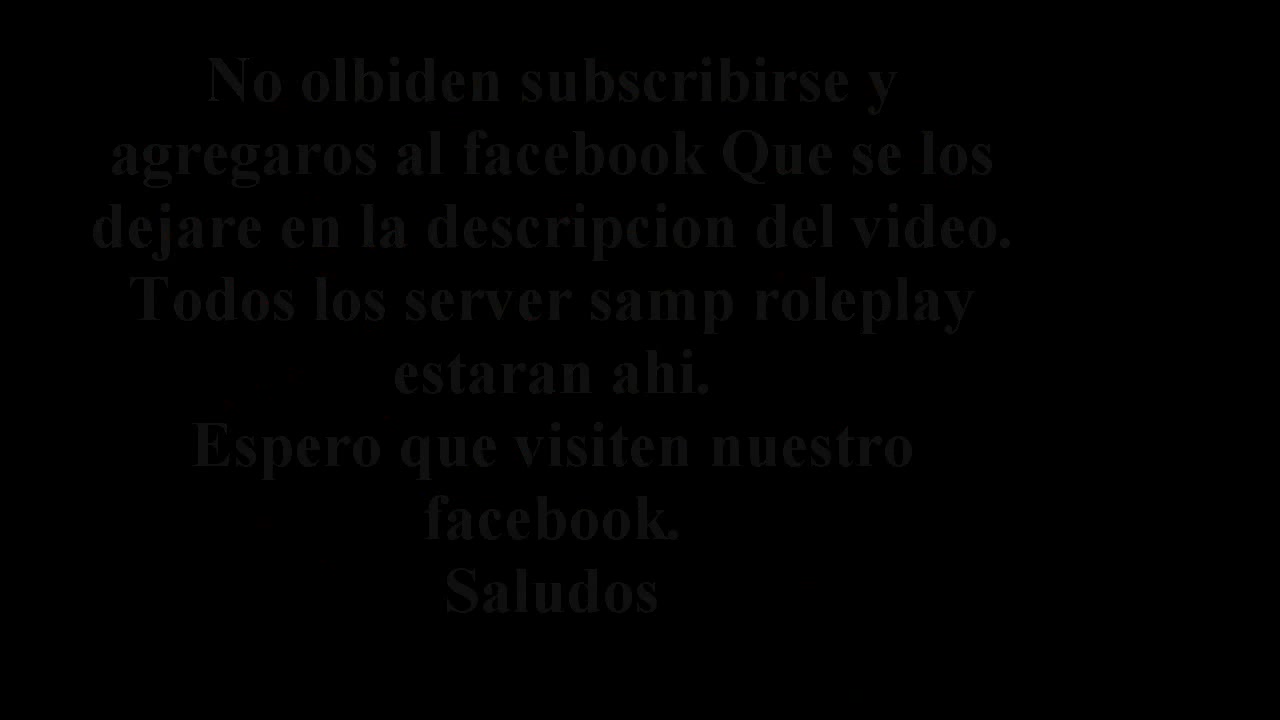 No olbiden subscribirse y
agregaros al facebook Que se los
dejare en la descripcion del video.
Todos los server samp roleplay
estaran ahi.
Espero que visiten nuestro
facebook.
Saludos